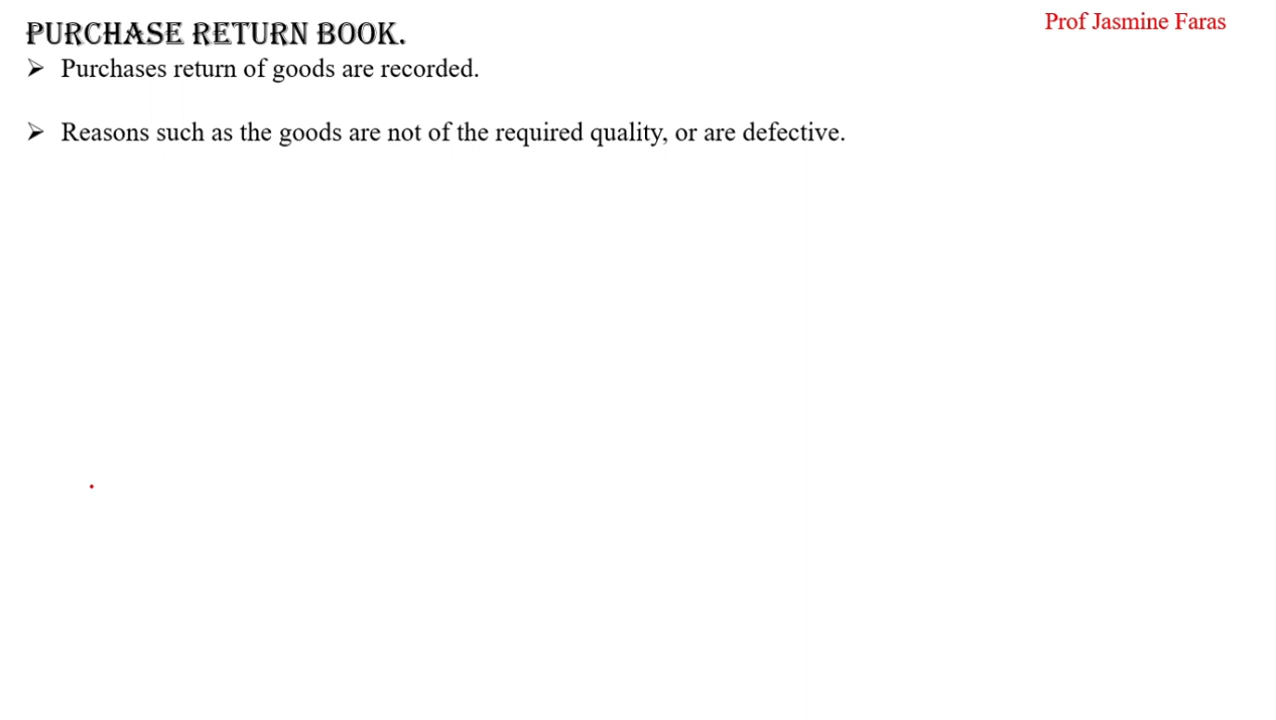 PURCHASE RETURN BOOK.
Prof Jasmine Faras
➢ Purchases return of goods are recorded.
➢ Reasons such as the goods are not of the required quality, or are defective.